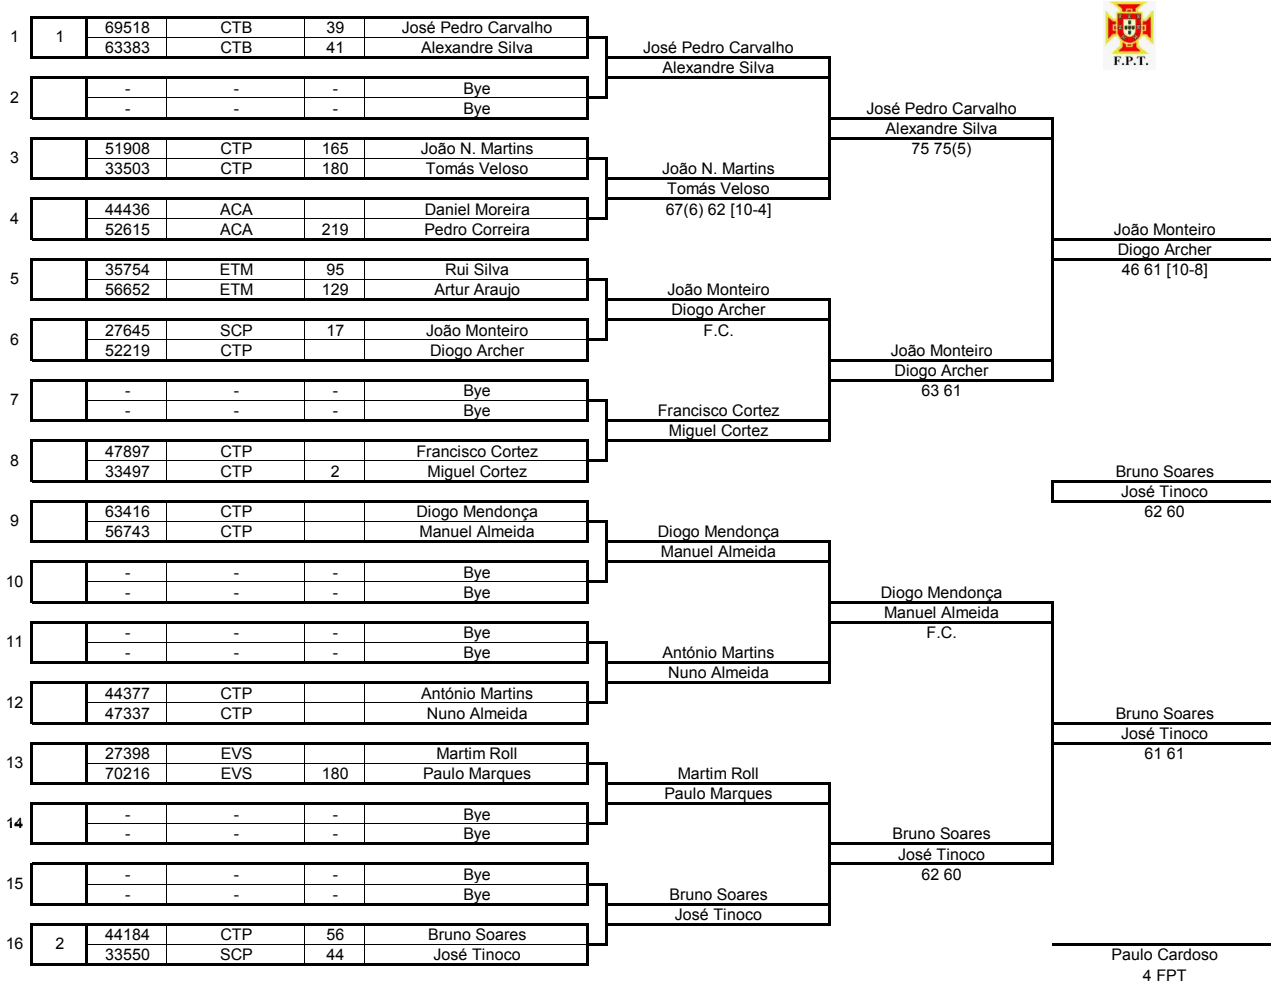 F.P.T.
1 1 69518 CTB 39 José Pedro Carvalho
63383 CTB 41 Alexandre Silva
José Pedro Carvalho
Alexandre Silva
2 - - - Bye
- - - Bye
José Pedro Carvalho
Alexandre Silva
75 75(5)
3 51908 CTP 165 João N. Martins
33503 CTP 180 Tomás Veloso
João N. Martins
Tomás Veloso
67(6) 62 [10-4]
4 44436 ACA Daniel Moreira
52615 ACA 219 Pedro Correira
João Monteiro
Diogo Archer
46 61 [10-8]
5 35754 ETM 95 Rui Silva
56652 ETM 129 Artur Araujo
João Monteiro
Diogo Archer
F.C.
6 27645 SCP 17 João Monteiro
52219 CTP Diogo Archer
João Monteiro
Diogo Archer
63 61
7 - - - Bye
- - - Bye
Francisco Cortez
Miguel Cortez
8 47897 CTP Francisco Cortez
33497 CTP 2 Miguel Cortez
Bruno Soares
José Tinoco
62 60
9 63416 CTP Diogo Mendonça
56743 CTP Manuel Almeida
Diogo Mendonça
Manuel Almeida
10 - - - Bye
- - - Bye
Diogo Mendonça
Manuel Almeida
F.C.
11 - - - Bye
- - - Bye
António Martins
Nuno Almeida
12 44377 CTP António Martins
47337 CTP Nuno Almeida
Bruno Soares
José Tinoco
61 61
13 27398 EVS Martim Roll
70216 EVS 180 Paulo Marques
Martim Roll
Paulo Marques
14 - - - Bye
- - - Bye
Bruno Soares
José Tinoco
62 60
15 - - - Bye
- - - Bye
Bruno Soares
José Tinoco
16 2 44184 CTP 56 Bruno Soares
33550 SCP 44 José Tinoco
Paulo Cardoso
4 FPT